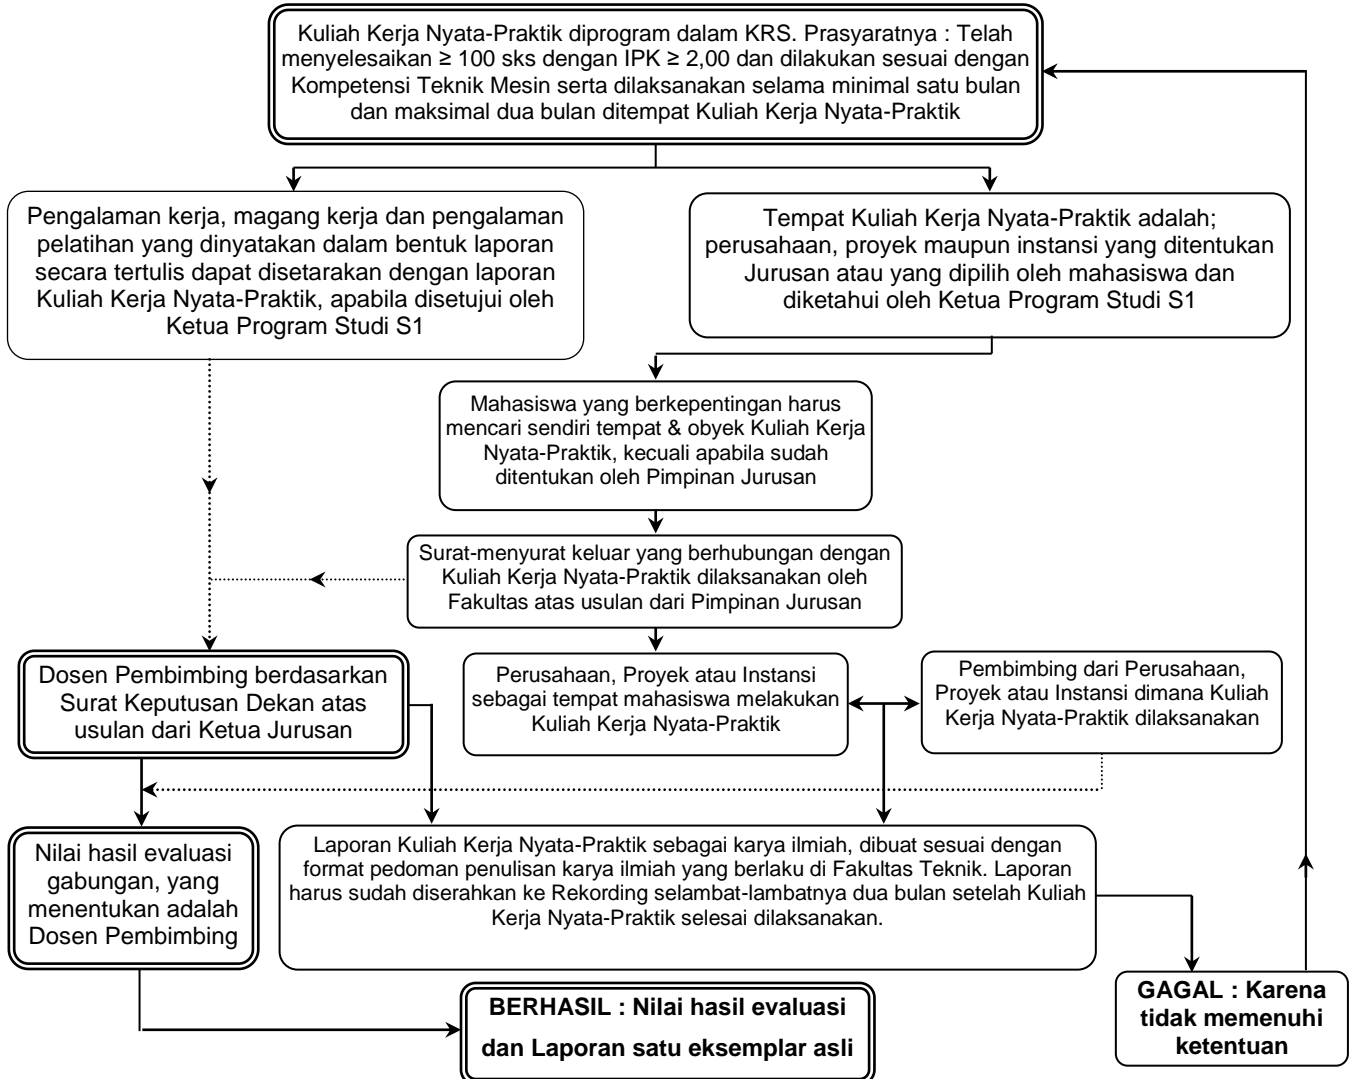 Kuliah Kerja Nyata-Praktik diprogram dalam KRS. Prasyaratnya : Telah
menyelesaikan ≥ 100 sks dengan IPK ≥ 2,00 dan dilakukan sesuai dengan
Kompetensi Teknik Mesin serta dilaksanakan selama minimal satu bulan
dan maksimal dua bulan ditempat Kuliah Kerja Nyata-Praktik
Pengalaman kerja, magang kerja dan pengalaman
pelatihan yang dinyatakan dalam bentuk laporan
secara tertulis dapat disetarakan dengan laporan
Kuliah Kerja Nyata-Praktik, apabila disetujui oleh
Ketua Program Studi S1
Tempat Kuliah Kerja Nyata-Praktik adalah;
perusahaan, proyek maupun instansi yang ditentukan
Jurusan atau yang dipilih oleh mahasiswa dan
diketahui oleh Ketua Program Studi S1
Mahasiswa yang berkepentingan harus
mencari sendiri tempat & obyek Kuliah Kerja
Nyata-Praktik, kecuali apabila sudah
ditentukan oleh Pimpinan Jurusan
Surat-menyurat keluar yang berhubungan dengan
Kuliah Kerja Nyata-Praktik dilaksanakan oleh
Fakultas atas usulan dari Pimpinan Jurusan
Dosen Pembimbing berdasarkan
Surat Keputusan Dekan atas
usulan dari Ketua Jurusan
Perusahaan, Proyek atau Instansi
sebagai tempat mahasiswa melakukan
Kuliah Kerja Nyata-Praktik
Pembimbing dari Perusahaan,
Proyek atau Instansi dimana Kuliah
Kerja Nyata-Praktik dilaksanakan
Nilai hasil evaluasi
gabungan, yang
menentukan adalah
Dosen Pembimbing
Laporan Kuliah Kerja Nyata-Praktik sebagai karya ilmiah, dibuat sesuai dengan
format pedoman penulisan karya ilmiah yang berlaku di Fakultas Teknik. Laporan
harus sudah diserahkan ke Rekording selambat-lambatnya dua bulan setelah Kuliah
Kerja Nyata-Praktik selesai dilaksanakan.
BERHASIL : Nilai hasil evaluasi
dan Laporan satu eksemplar asli
GAGAL : Karena
tidak memenuhi
ketentuan